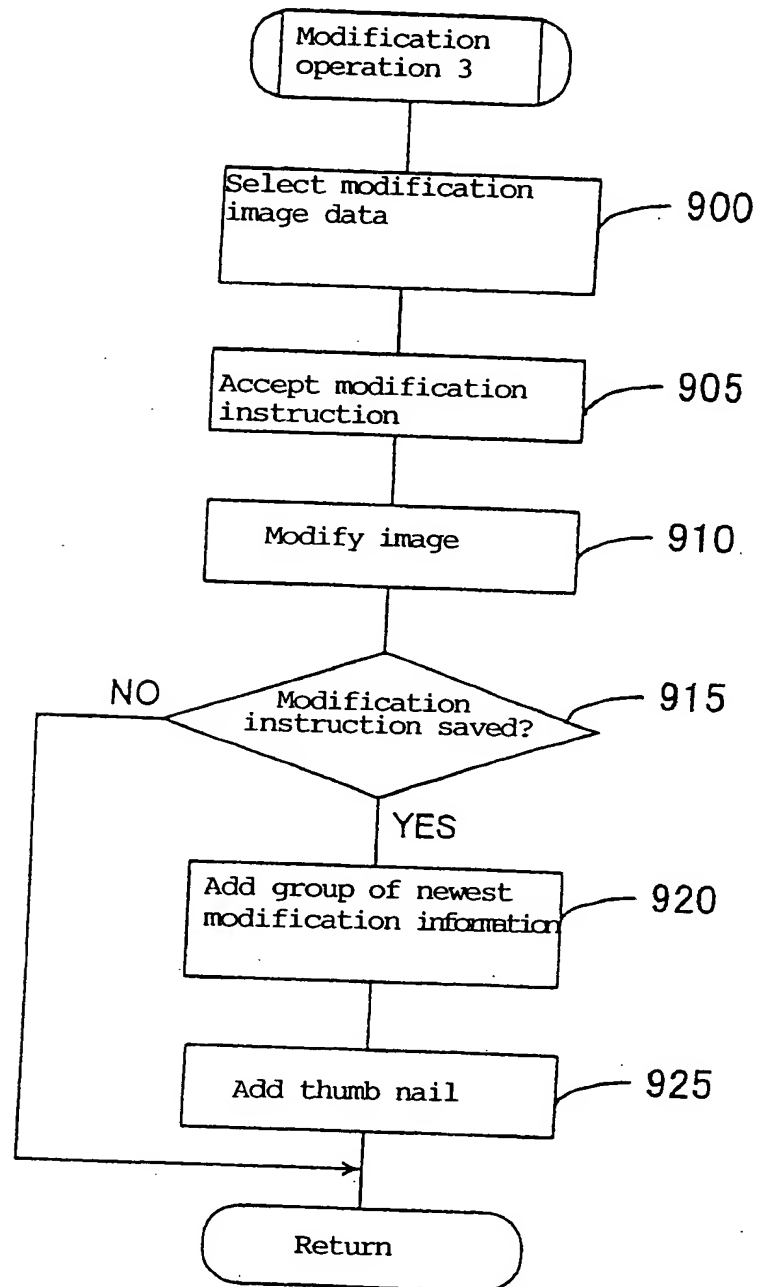 Modification
operation 3
Select modification
image data
900
Accept modification
instruction
905
Modify image
910
NO
Modification
instruction saved?
915
YES
Add group of newest
modification information
920
Add thumb nail
925
Return